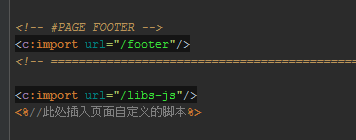 <!-- #PAGE FOOTER -->
<c:import url="/footer"/>
<!-- ==========================================
<c:import url="/libs-js"/>
<%//此处插入页面自定义的脚本%>